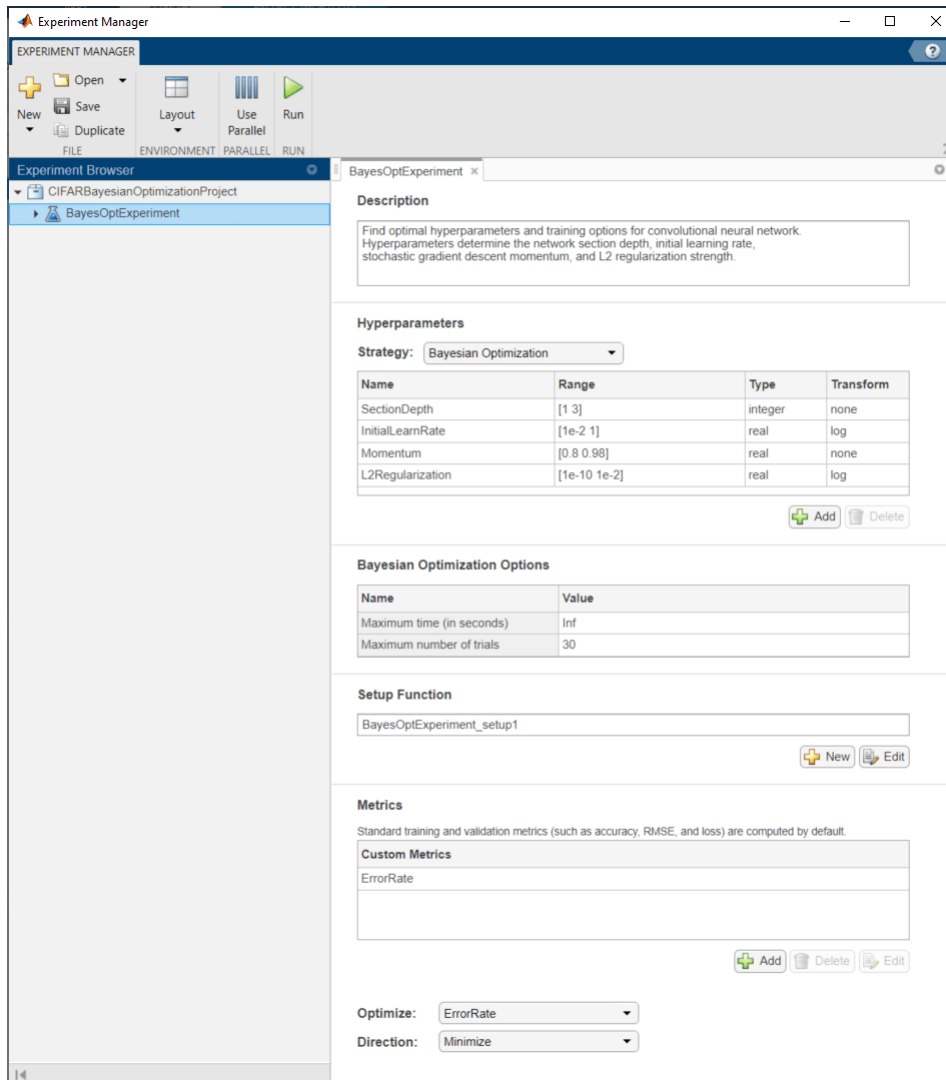 Experiment Manager
EXPERIMENT MANAGER
?
New
Open
Save
Duplicate
Layout
Use
Parallel
Run
FILE
ENVIRONMENT
PARALLEL
RUN
Experiment Browser
CIFARBayesianOptimizationProject
BayesOptExperiment
BayesOptExperiment ×
Description
Find optimal hyperparameters and training options for convolutional neural network.
Hyperparameters determine the network section depth, initial learning rate,
stochastic gradient descent momentum, and L2 regularization strength.
Hyperparameters
Strategy: Bayesian Optimization
Name Range Type Transform
SectionDepth [1 3] integer none
InitialLearnRate [1e-2 1] real log
Momentum [0.8 0.98] real none
L2Regularization [1e-10 1e-2] real log
Add Delete
Bayesian Optimization Options
Name Value
Maximum time (in seconds) Inf
Maximum number of trials 30
Setup Function
BayesOptExperiment_setup1
New Edit
Metrics
Standard training and validation metrics (such as accuracy, RMSE, and loss) are computed by default.
Custom Metrics
ErrorRate
Add Delete Edit
Optimize: ErrorRate
Direction: Minimize